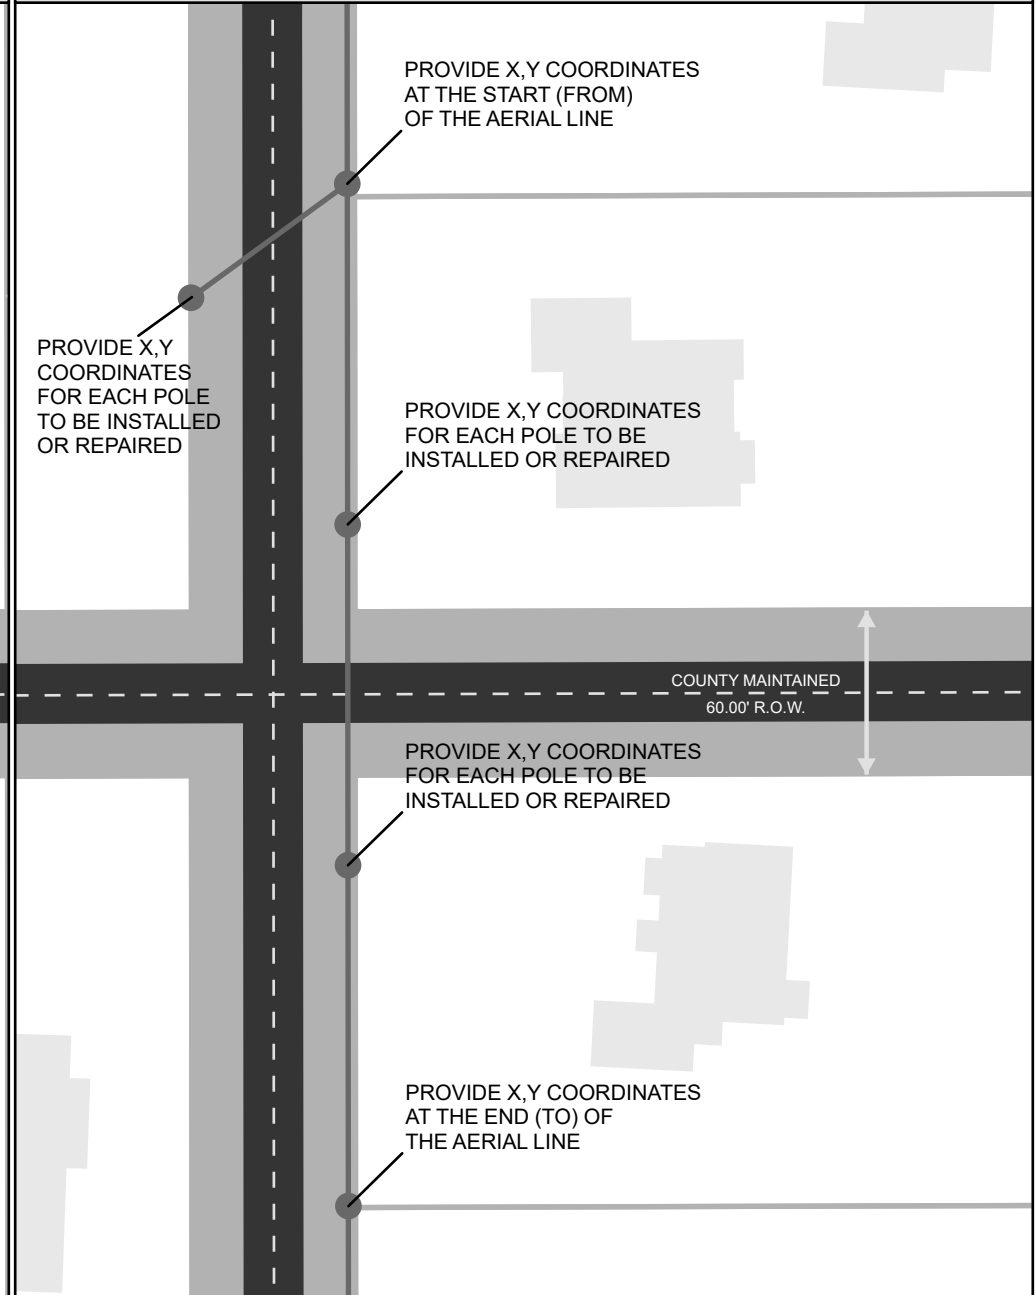 PROVIDE X,Y COORDINATES
AT THE START (FROM)
OF THE AERIAL LINE
PROVIDE X,Y
COORDINATES
FOR EACH POLE
TO BE INSTALLED
OR REPAIRED
PROVIDE X,Y COORDINATES
FOR EACH POLE TO BE
INSTALLED OR REPAIRED
COUNTY MAINTAINED
60.00' R.O.W.
PROVIDE X,Y COORDINATES
FOR EACH POLE TO BE
INSTALLED OR REPAIRED
PROVIDE X,Y COORDINATES
AT THE END (TO) OF
THE AERIAL LINE